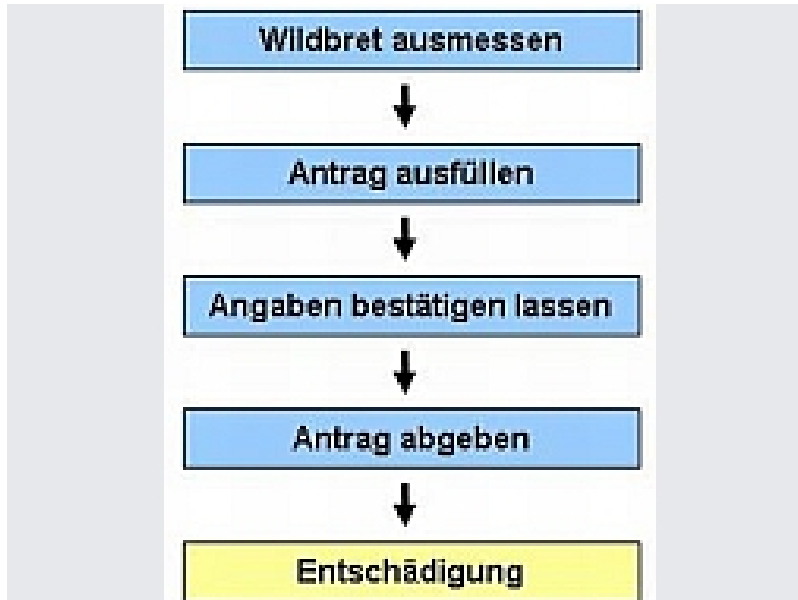 Wildbret ausmessen
Antrag ausfüllen
Angaben bestätigen lassen
Antrag abgeben
Entschädigung